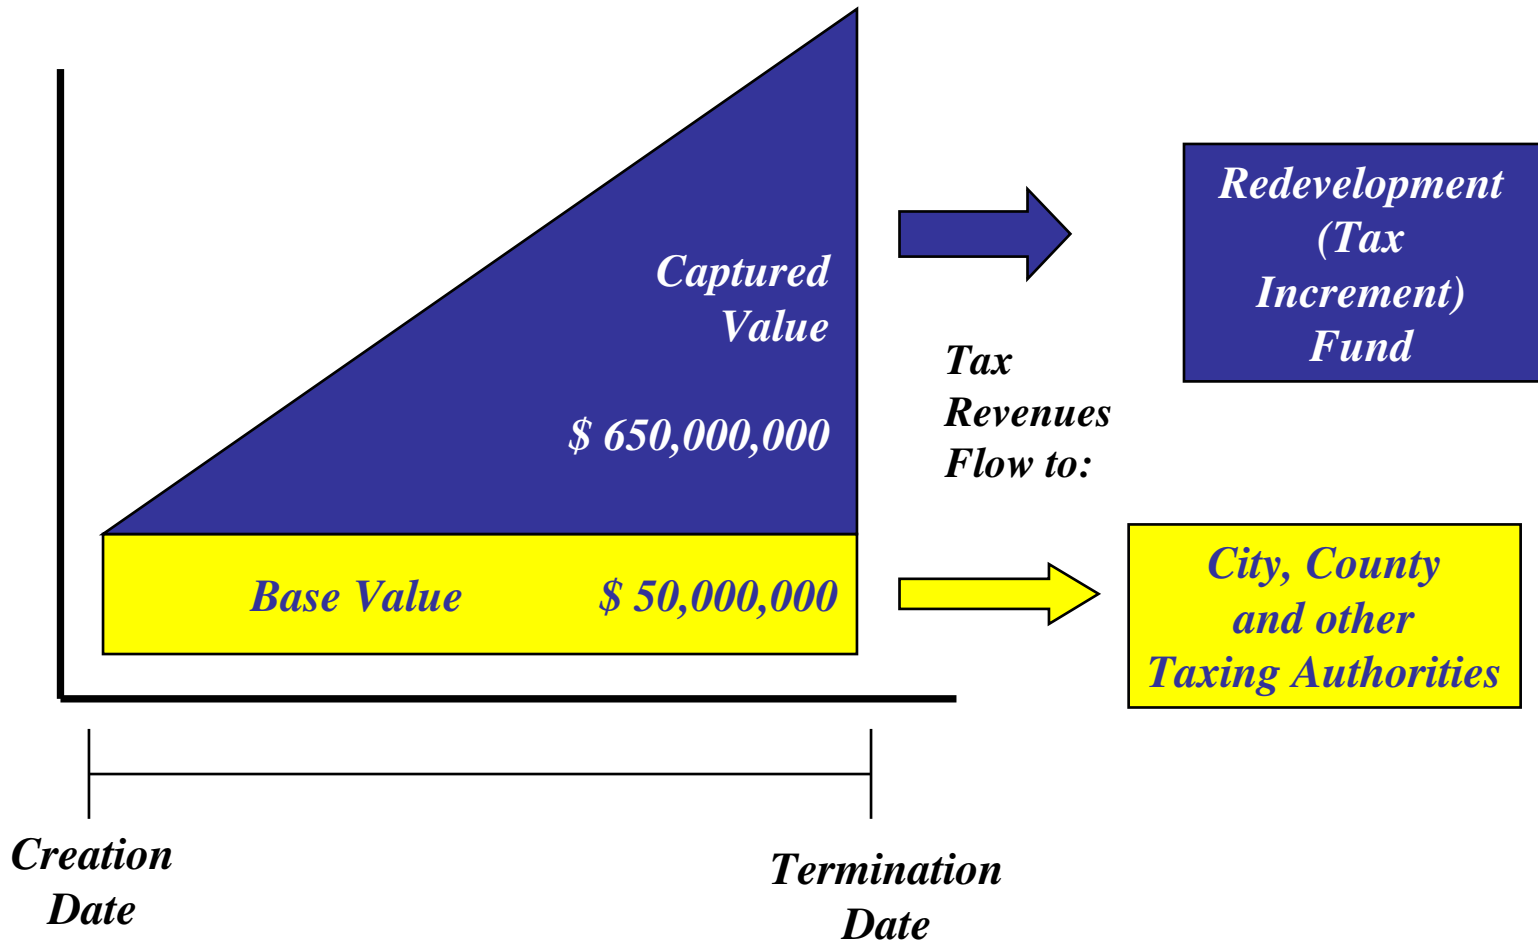 Captured
Value
$ 650,000,000
Base Value $ 50,000,000
Tax
Revenues
Flow to:
Redevelopment
(Tax
Increment)
Fund
City, County
and other
Taxing Authorities
Creation
Date
Termination
Date